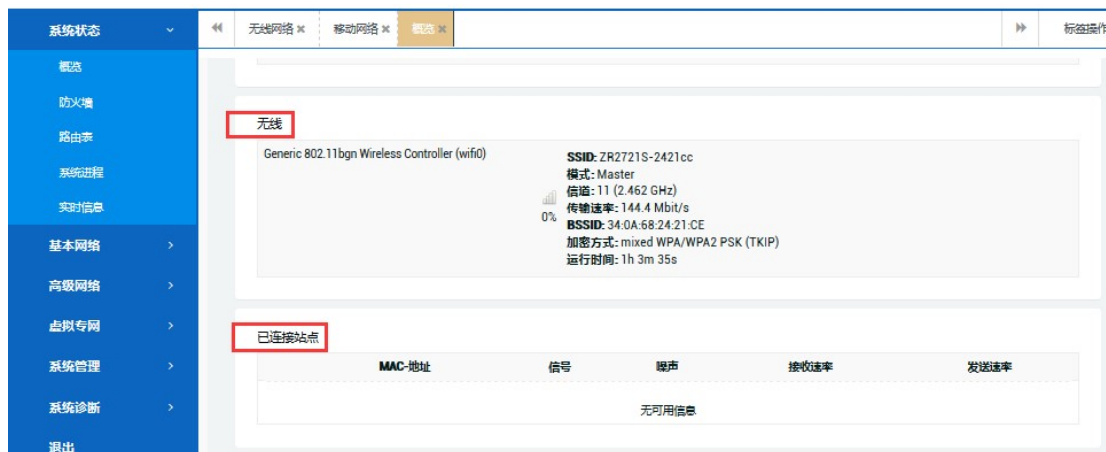 系统状态
概览
防火墙
路由表
系统进程
实时信息
基本网络
高级网络
虚拟专网
系统管理
系统诊断
退出
无线网络 移动网络 概览 标签操作
无线
Generic 802.11bgn Wireless Controller (wifi0)
0%
SSID: ZR2721S-2421cc
模式: Master
信道: 11 (2.462 GHz)
传输速率: 144.4 Mbit/s
BSSID: 34:0A:68:24:21:CE
加密方式: mixed WPA/WPA2 PSK (TKIP)
运行时间: 1h 3m 35s
已连接站点
MAC-地址 信号 噪声 接收速率 发送速率
无可用信息